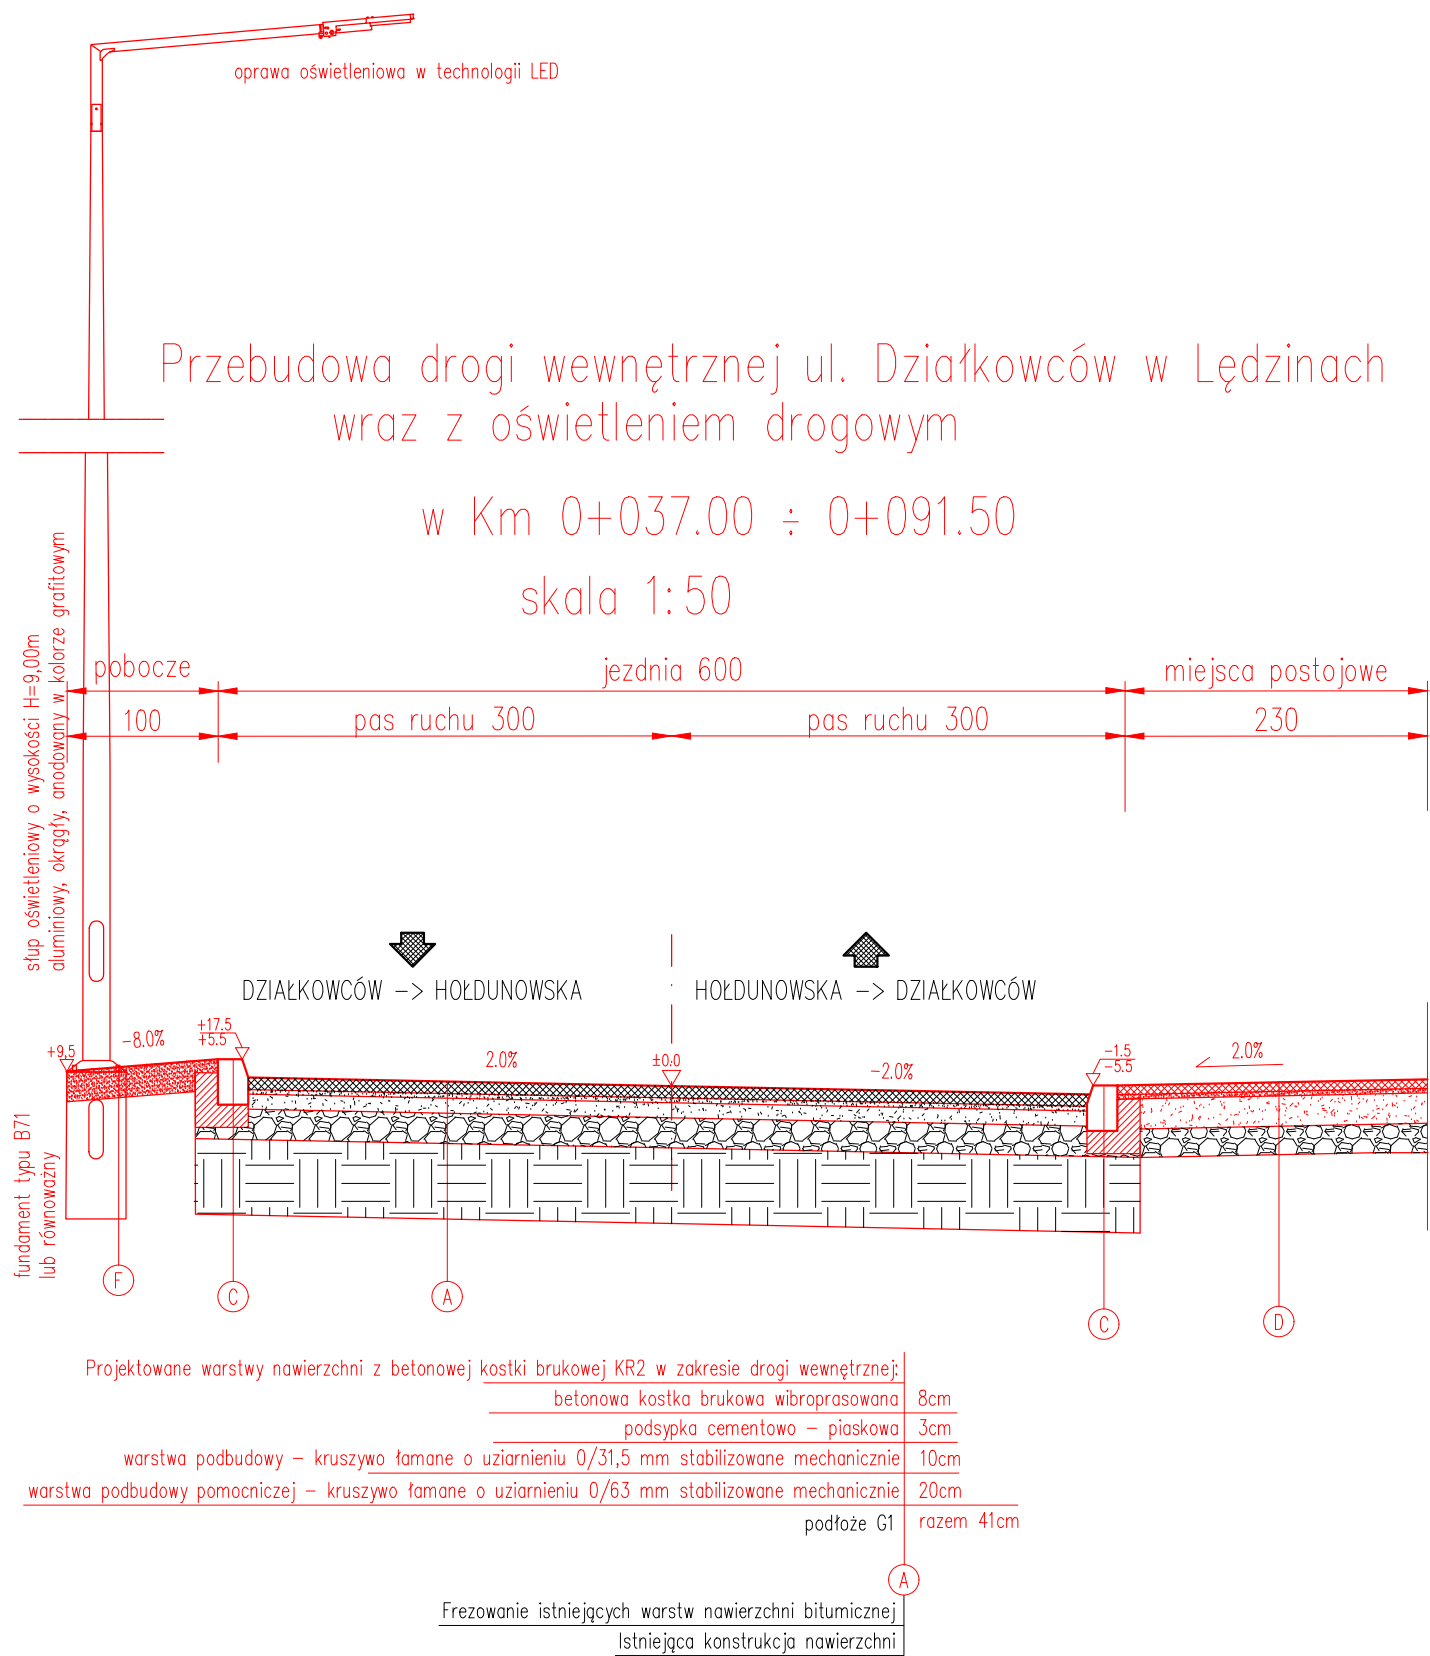 oprawa oświetleniowa w technologii LED
Przebudowa drogi wewnętrznej ul. Działkowców w Lędzinach
wraz z oświetleniem drogowym
w Km 0+037.00 ÷ 0+091.50
skala 1:50
słup oświetleniowy o wysokości H=9,00m
aluminiowy, okrągły, anodowany w kolorze grafitowym
pobocze
jezdnia 600
miejsca postojowe
100
pas ruchu 300
pas ruchu 300
230
DZIAŁKOWCÓW -> HOŁDUNOWSKA
HOŁDUNOWSKA -> DZIAŁKOWCÓW
+9.5
-8.0%
+17.5
+5.5
2.0%
±0.0
-2.0%
-1.5
-5.5
2.0%
fundament typu B71
lub równoważny
F
C
A
C
D
Projektowane warstwy nawierzchni z betonowej kostki brukowej KR2 w zakresie drogi wewnętrznej:
betonowa kostka brukowa wibroprasowana 8cm
podsypka cementowo – piaskowa 3cm
warstwa podbudowy – kruszywo łamane o uziarnieniu 0/31,5 mm stabilizowane mechanicznie 10cm
warstwa podbudowy pomocniczej – kruszywo łamane o uziarnieniu 0/63 mm stabilizowane mechanicznie 20cm
podłoże G1 razem 41cm
A
Frezowanie istniejących warstw nawierzchni bitumicznej
Istniejąca konstrukcja nawierzchni